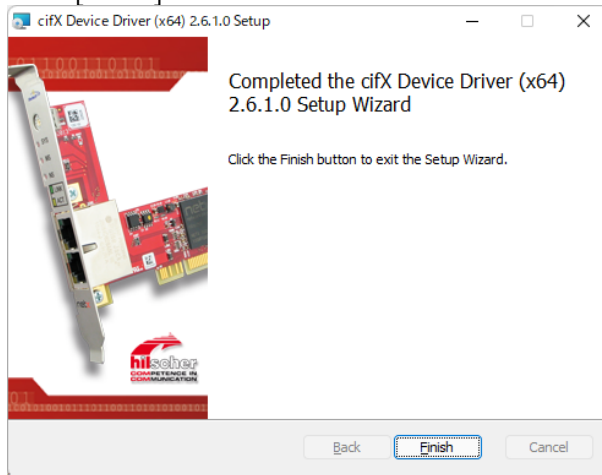 cifX Device Driver (x64) 2.6.1.0 Setup
Completed the cifX Device Driver (x64)
2.6.1.0 Setup Wizard
Click the Finish button to exit the Setup Wizard.
hilscher
COMPETENCE IN
COMMUNICATION
Back
Finish
Cancel